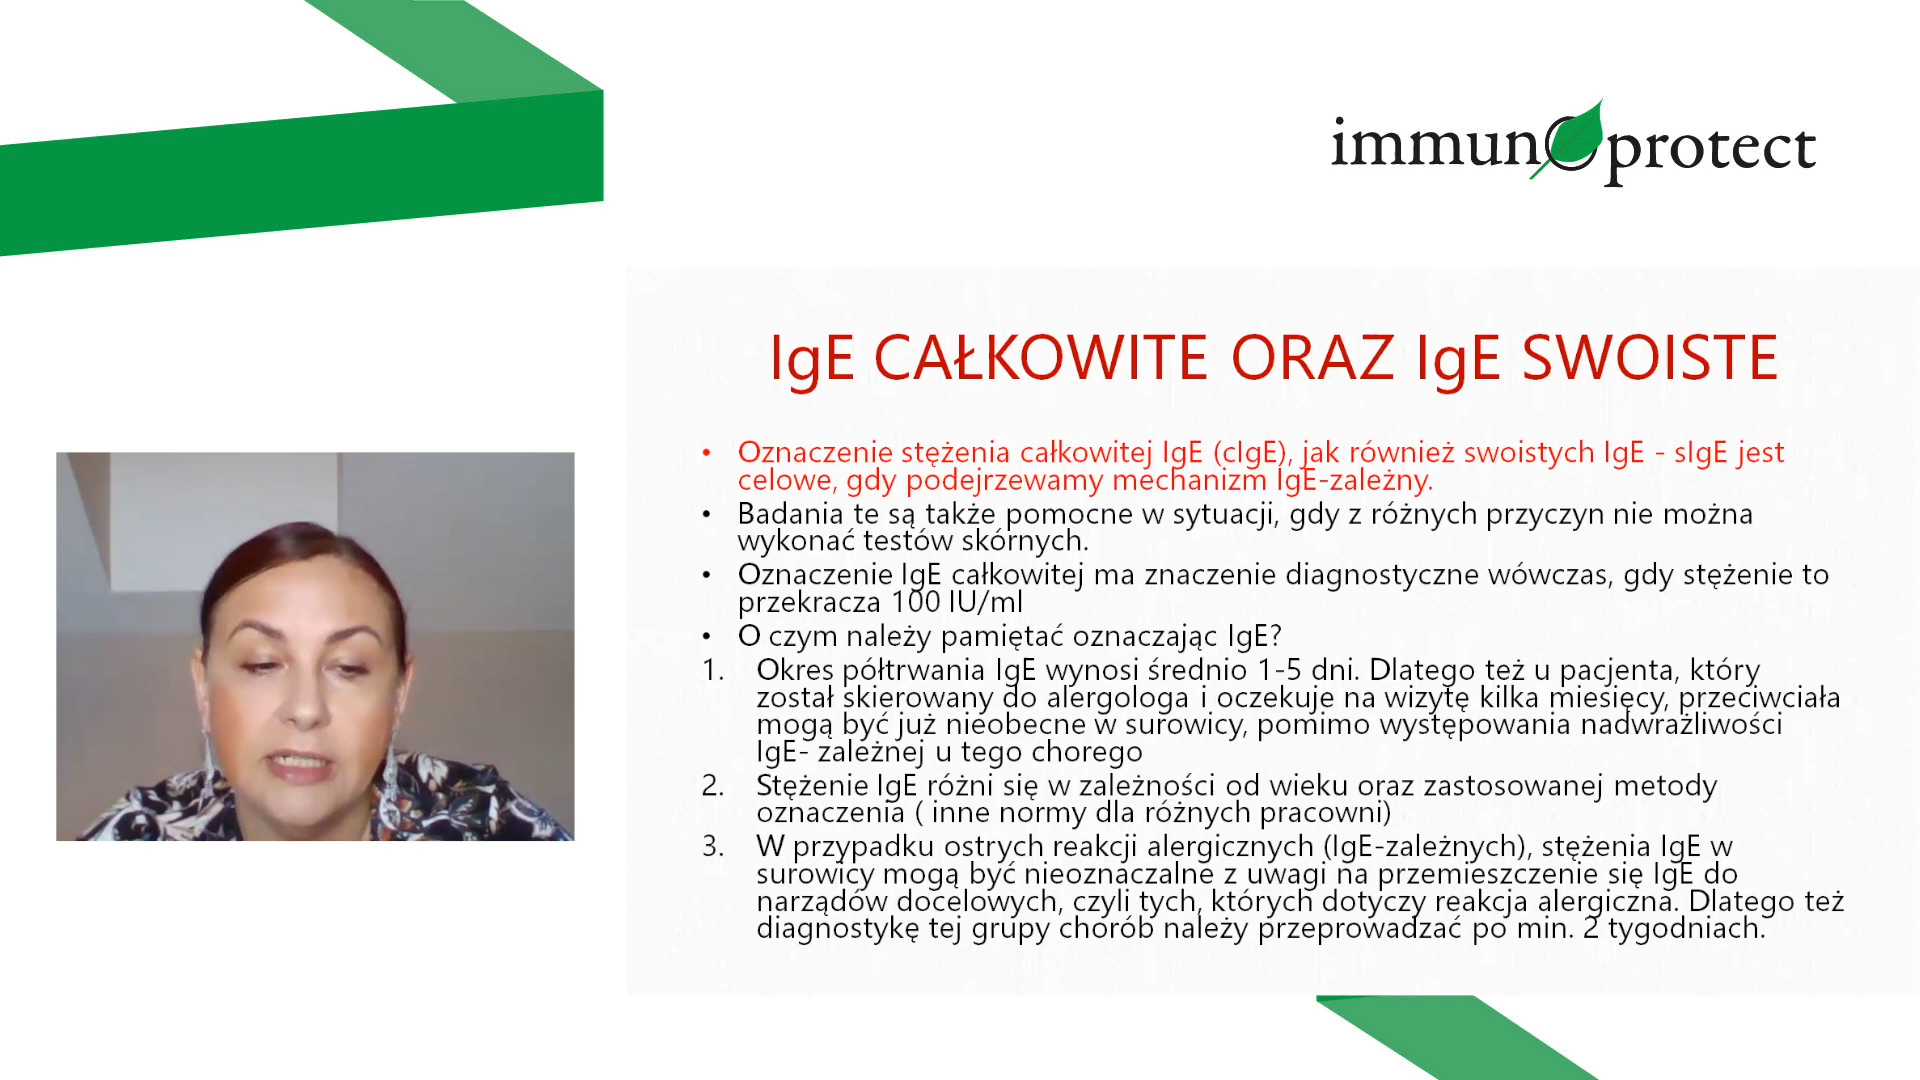 immunoprotect
IgE CAŁKOWITE ORAZ IgE SWOISTE
• Oznaczenie stężenia całkowitej IgE (cIgE), jak również swoistych IgE - sIgE jest
celowe, gdy podejrzewamy mechanizm IgE-zależny.
• Badania te są także pomocne w sytuacji, gdy z różnych przyczyn nie można
wykonać testów skórnych.
• Oznaczenie IgE całkowitej ma znaczenie diagnostyczne wówczas, gdy stężenie to
przekracza 100 IU/ml
• O czym należy pamiętać oznaczając IgE?
1. Okres półtrwania IgE wynosi średnio 1-5 dni. Dlatego też u pacjenta, który
został skierowany do alergologa i oczekuje na wizytę kilka miesięcy, przeciwciała
mogą być już nieobecne w surowicy, pomimo występowania nadwrażliwości
IgE- zależnej u tego chorego
2. Stężenie IgE różni się w zależności od wieku oraz zastosowanej metody
oznaczenia ( inne normy dla różnych pracowni)
3. W przypadku ostrych reakcji alergicznych (IgE-zależnych), stężenia IgE w
surowicy mogą być nieoznaczalne z uwagi na przemieszczenie się IgE do
narządów docelowych, czyli tych, których dotyczy reakcja alergiczna. Dlatego też
diagnostykę tej grupy chorób należy przeprowadzać po min. 2 tygodniach.